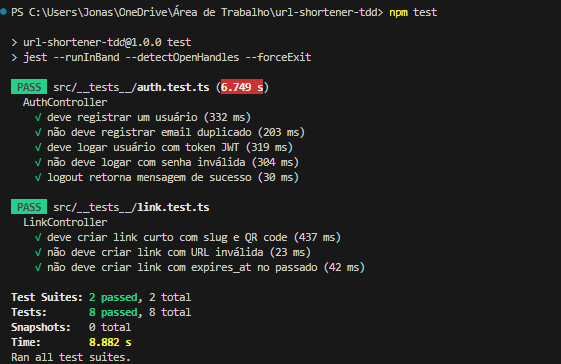 PS C:\Users\Jonas\OneDrive\Área de Trabalho\url-shortener-tdd> npm test
> url-shortener-tdd@1.0.0 test
> jest --runInBand --detectOpenHandles --forceExit
PASS src/__tests__/auth.test.ts (6.749 s)
AuthController
√ deve registrar um usuário (332 ms)
√ não deve registrar email duplicado (203 ms)
√ deve logar usuário com token JWT (319 ms)
√ não deve logar com senha inválida (304 ms)
√ logout retorna mensagem de sucesso (30 ms)
PASS src/__tests__/link.test.ts
LinkController
√ deve criar link curto com slug e QR code (437 ms)
√ não deve criar link com URL inválida (23 ms)
√ não deve criar link com expires_at no passado (42 ms)
Test Suites: 2 passed, 2 total
Tests: 8 passed, 8 total
Snapshots: 0 total
Time: 8.882 s
Ran all test suites.